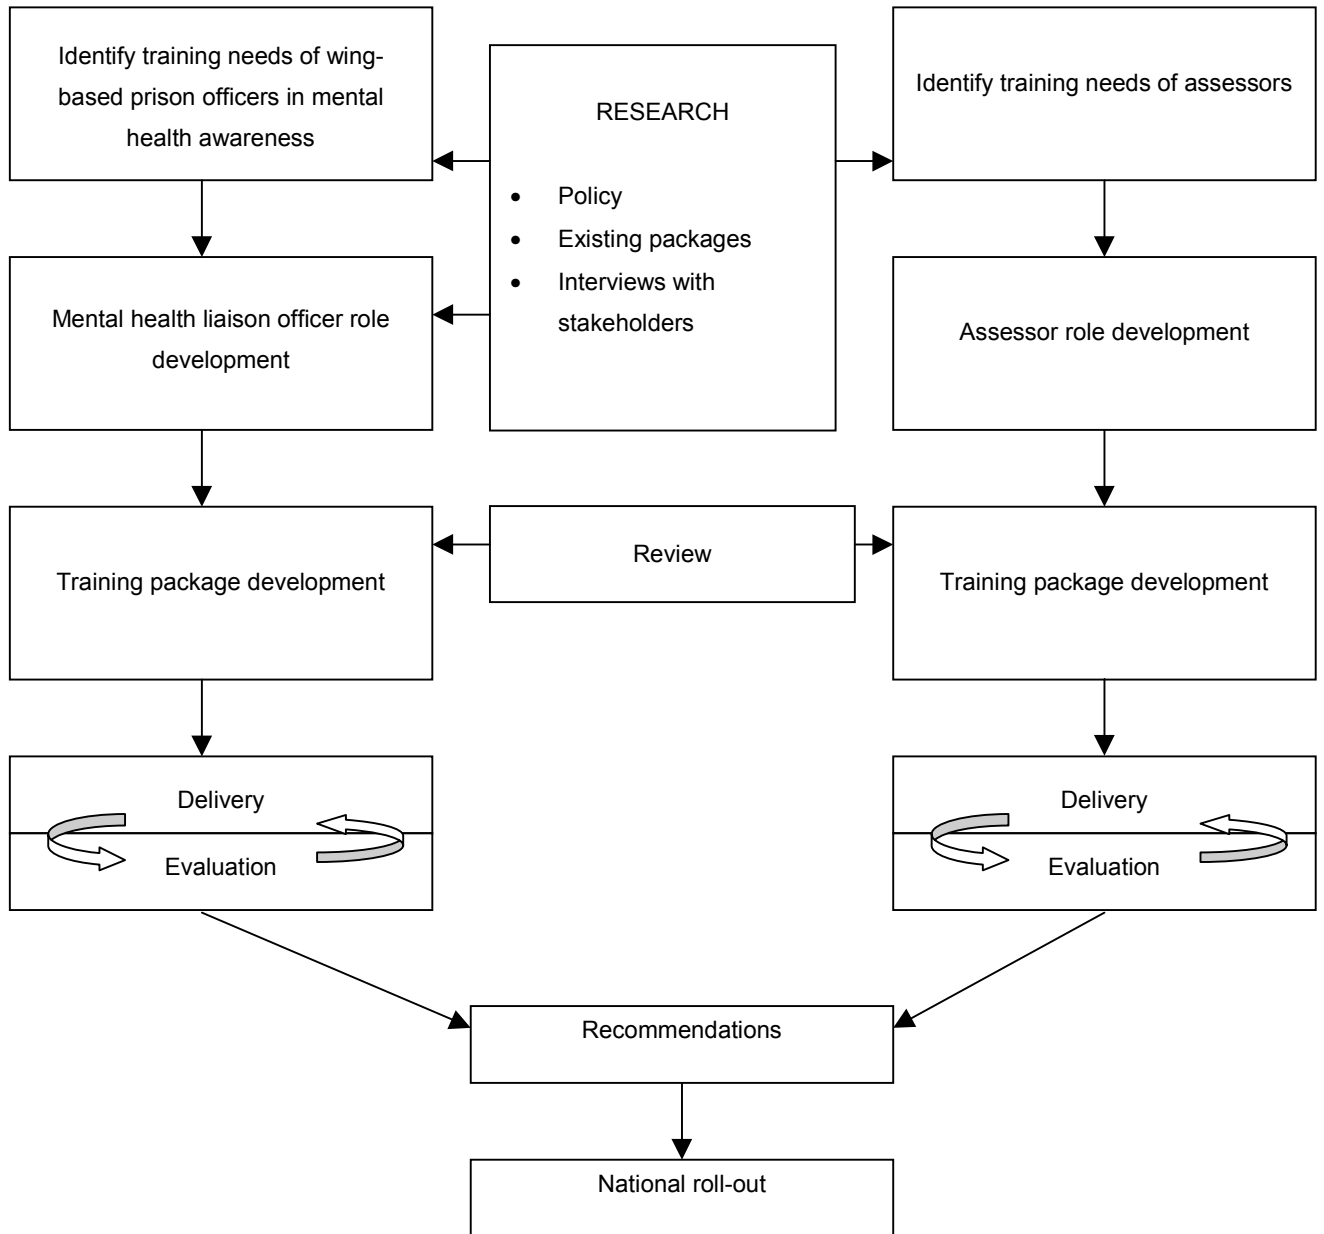 Identify training needs of wing-
based prison officers in mental
health awareness
RESEARCH
• Policy
• Existing packages
• Interviews with
stakeholders
Identify training needs of assessors
Mental health liaison officer role
development
Assessor role development
Training package development
Review
Training package development
Delivery
Evaluation
Delivery
Evaluation
Recommendations
National roll-out